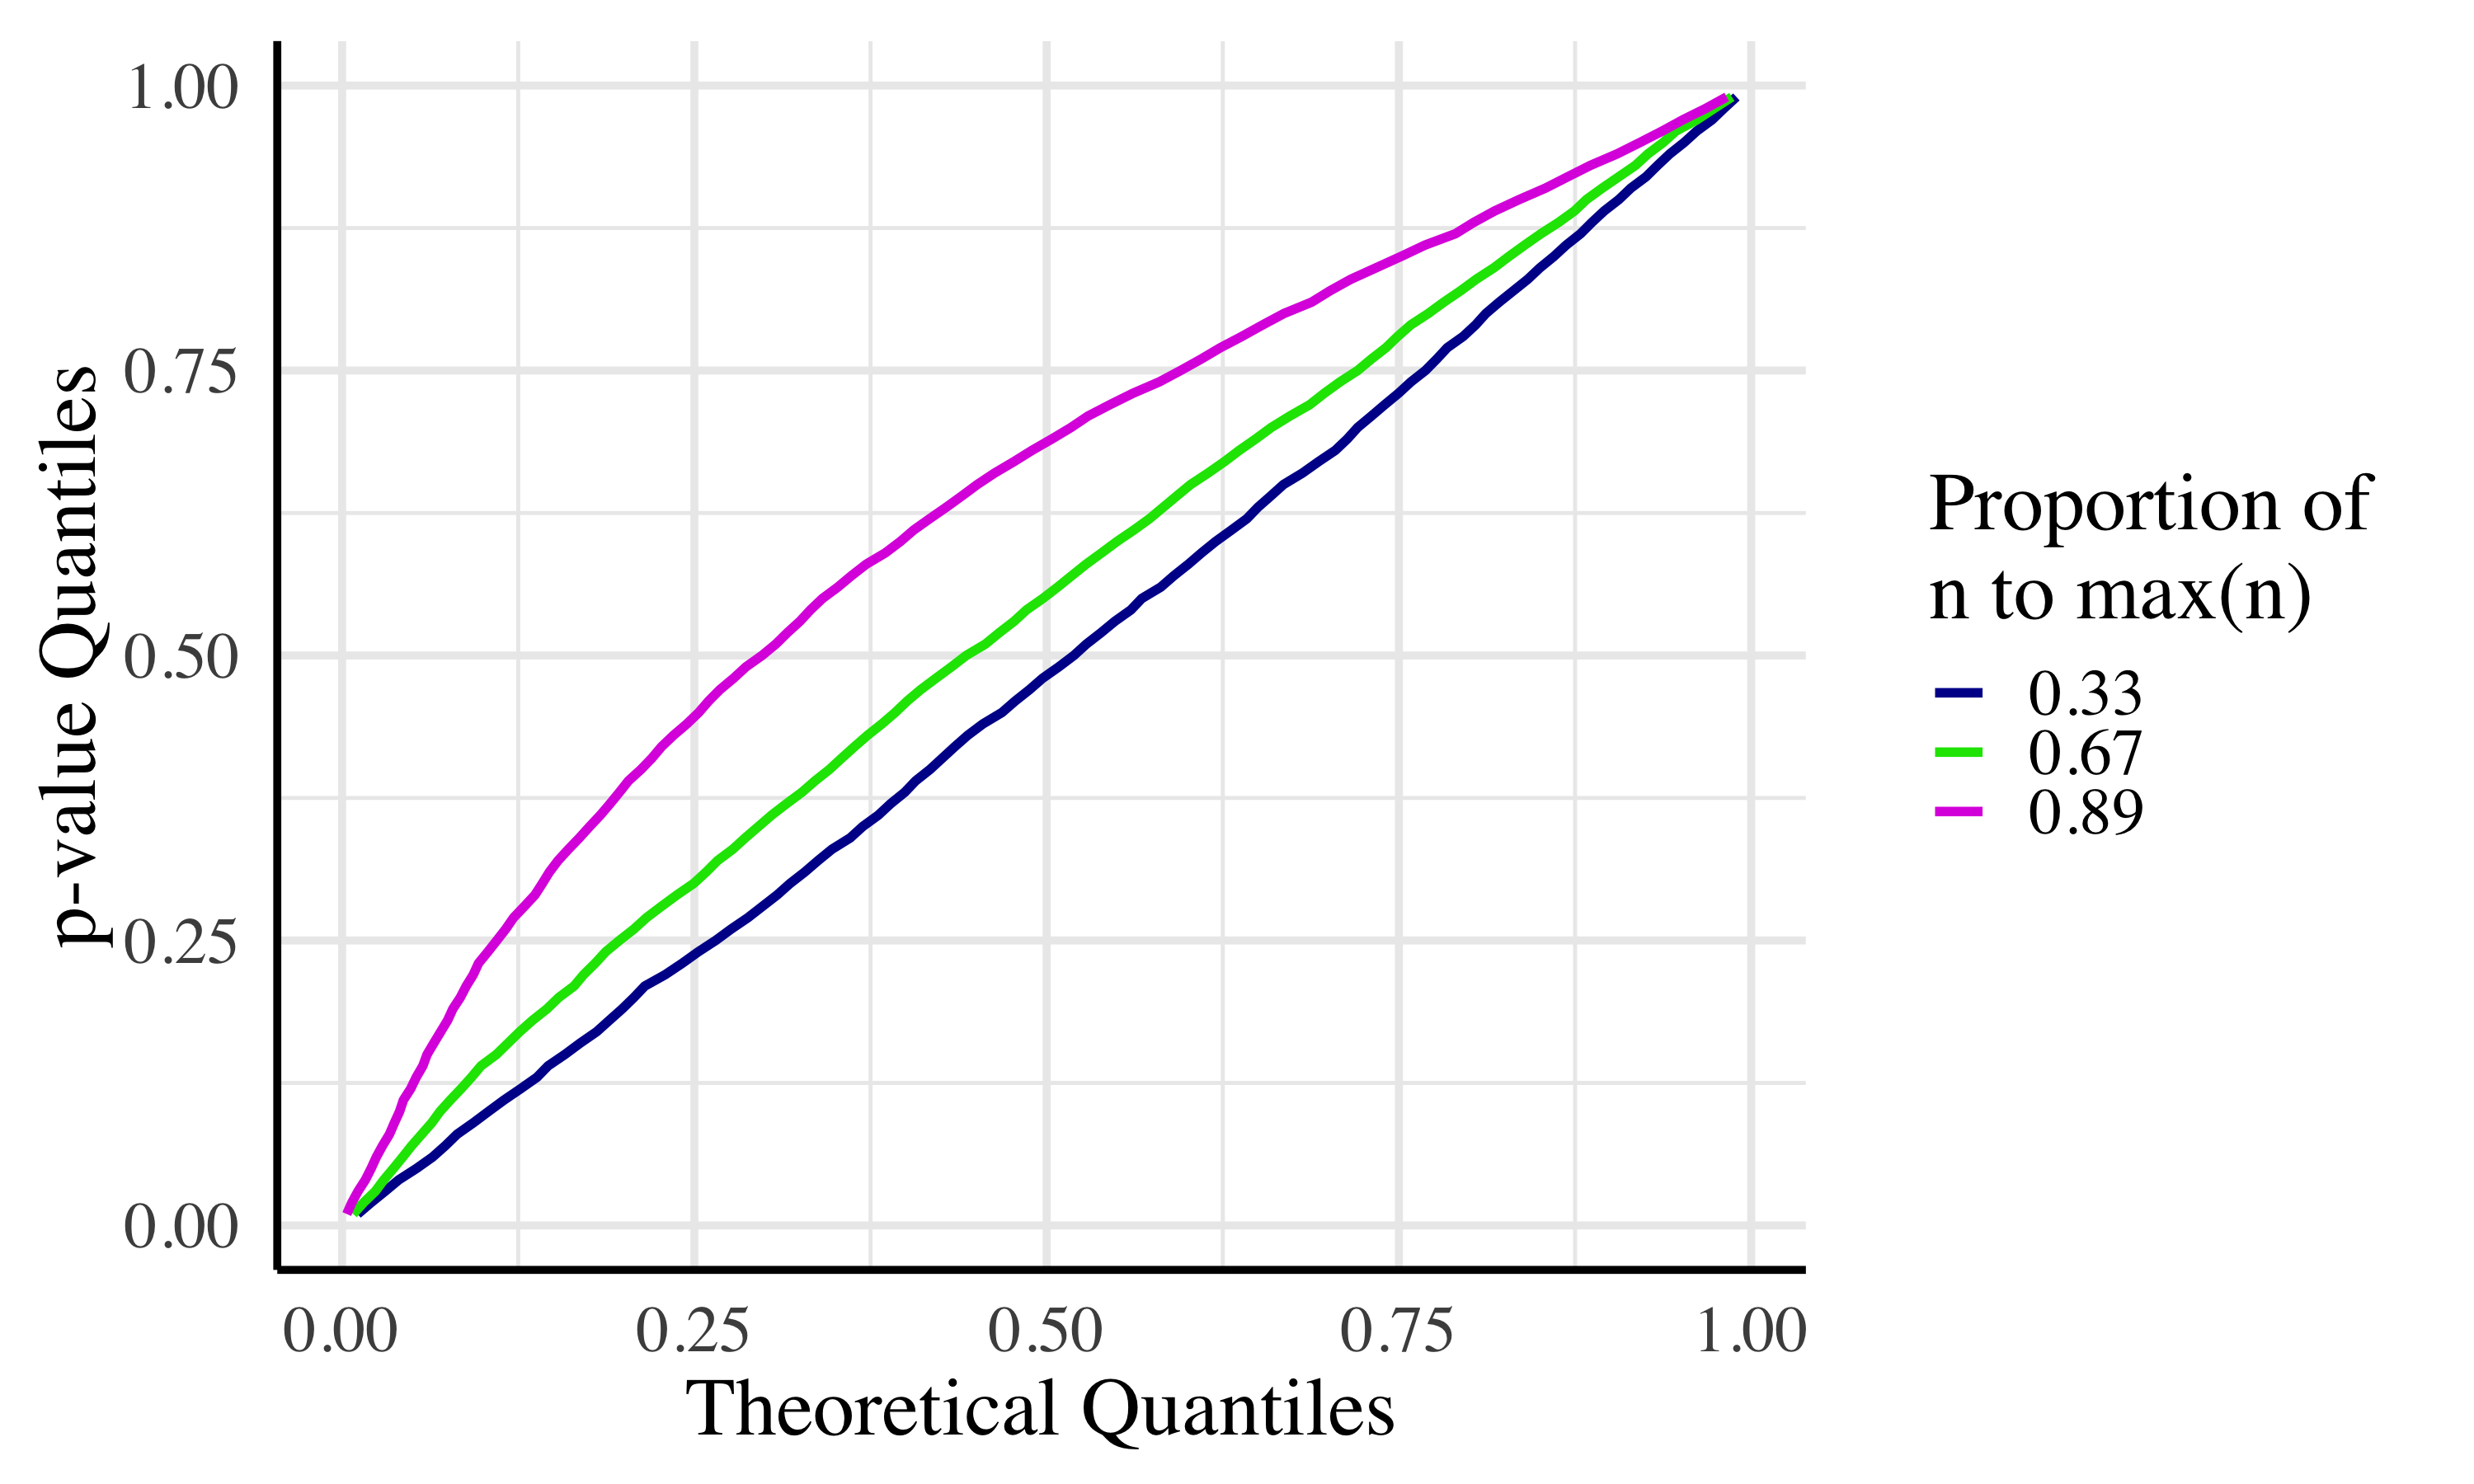 1.00
0.75
0.50
0.25
0.00
p-value Quantiles
0.00 0.25 0.50 0.75 1.00
Theoretical Quantiles
Proportion of
n to max(n)
0.33
0.67
0.89